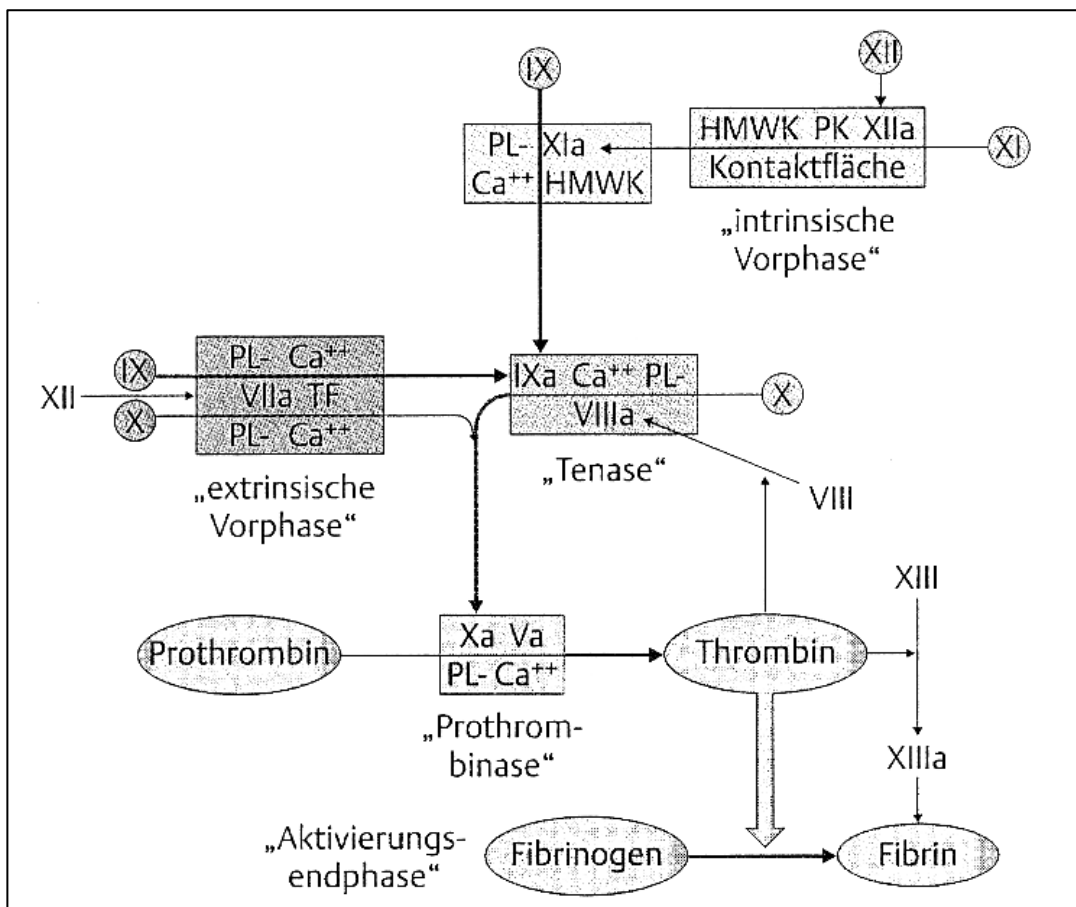 IX
XII
PL- XIa
Ca++ HMWK
HMWK PK XIIa
Kontaktfläche
XI
„intrinsische
Vorphase“
IX
X
XII
PL- Ca++
VIIa TF
PL- Ca++
„extrinsische
Vorphase“
IXa Ca++ PL-
VIIIa
X
„Tenase“
VIII
XIII
Prothrombin
Xa Va
PL- Ca++
Thrombin
„Prothrom-
binase“
XIIIa
„Aktivierungs-
endphase“
Fibrinogen
Fibrin